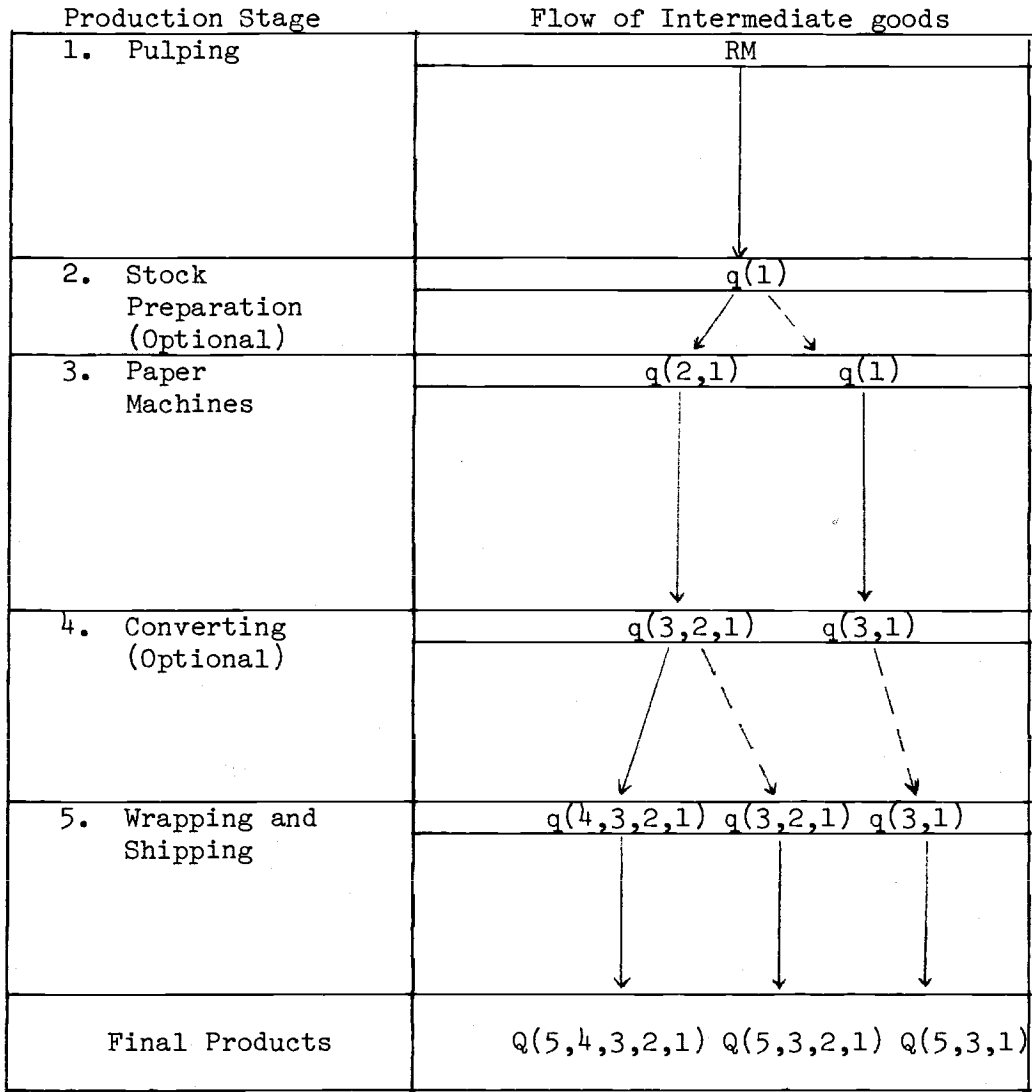 Production Stage Flow of Intermediate goods
1. Pulping RM
2. Stock q(1)
Preparation
(Optional)
3. Paper q(2,1) q(1)
Machines
4. Converting q(3,2,1) q(3,1)
(Optional)
5. Wrapping and q(4,3,2,1) q(3,2,1) q(3,1)
Shipping
Final Products Q(5,4,3,2,1) Q(5,3,2,1) Q(5,3,1)